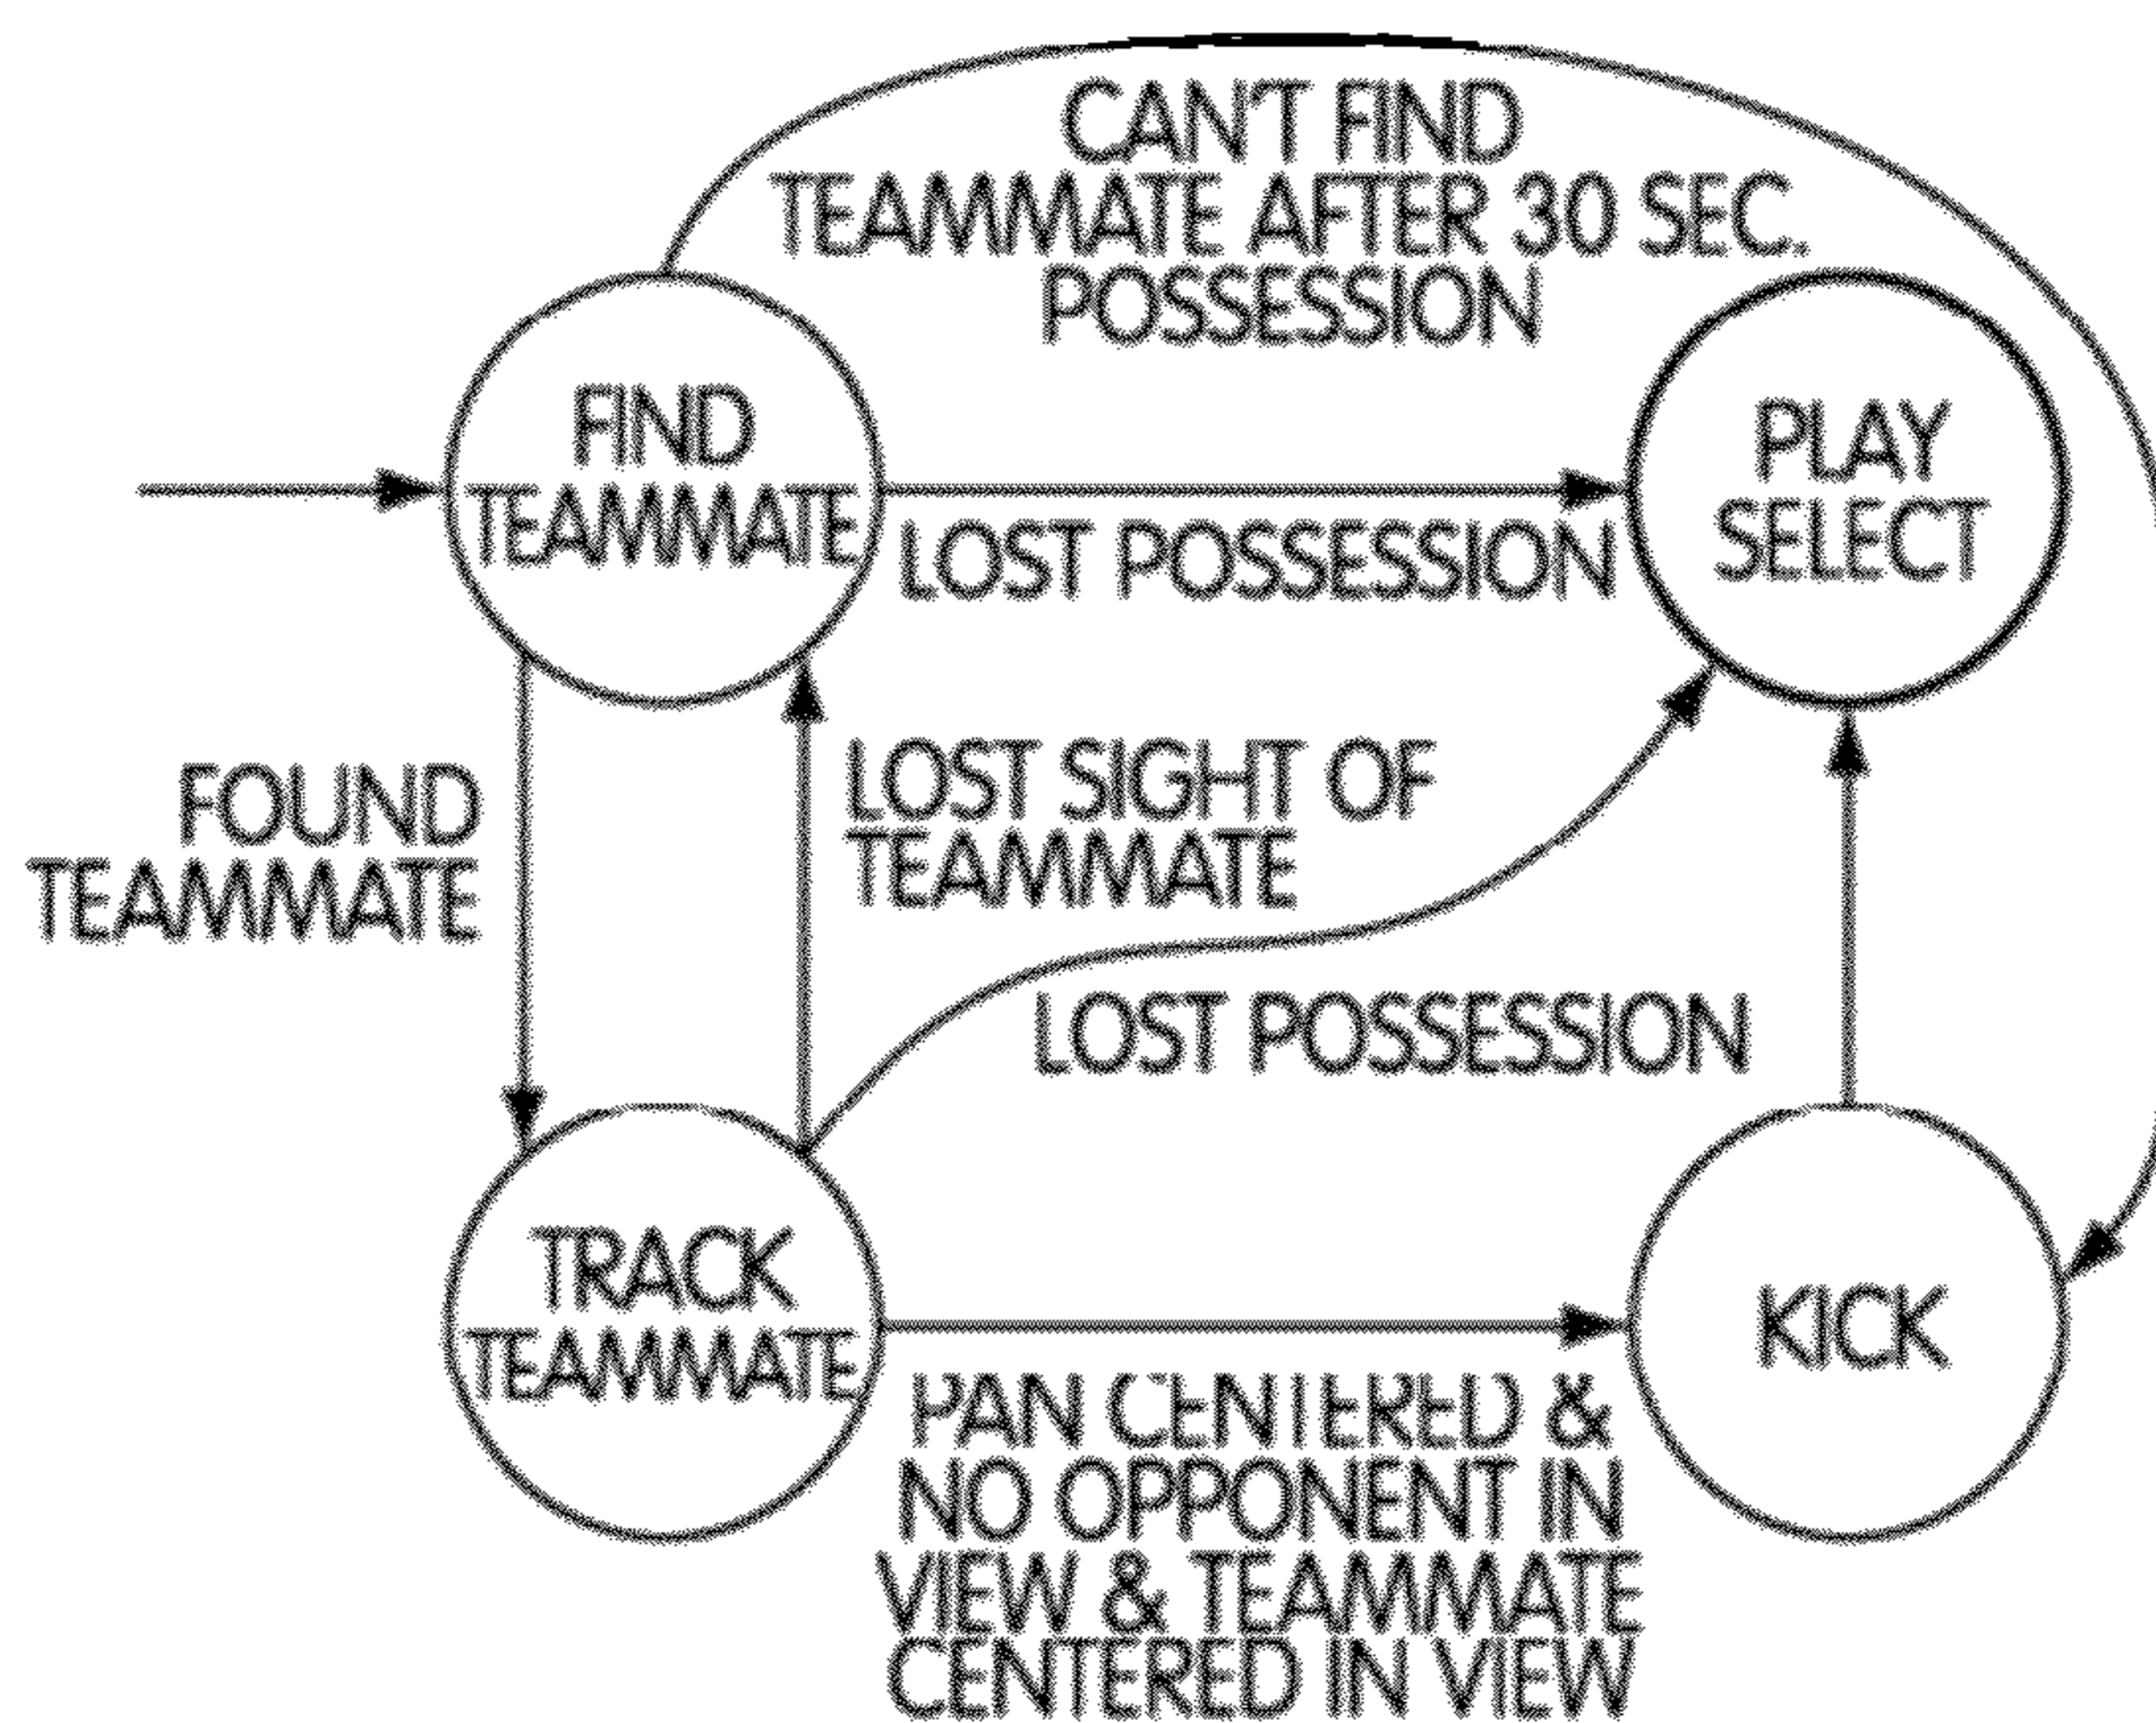 CAN'T FIND
TEAMMATE AFTER 30 SEC.
POSSESSION
FIND
TEAMMATE
PLAY
SELECT
LOST POSSESSION
FOUND
TEAMMATE
LOST SIGHT OF
TEAMMATE
LOST POSSESSION
TRACK
TEAMMATE
KICK
PAN CENTERED &
NO OPPONENT IN
VIEW & TEAMMATE
CENTERED IN VIEW